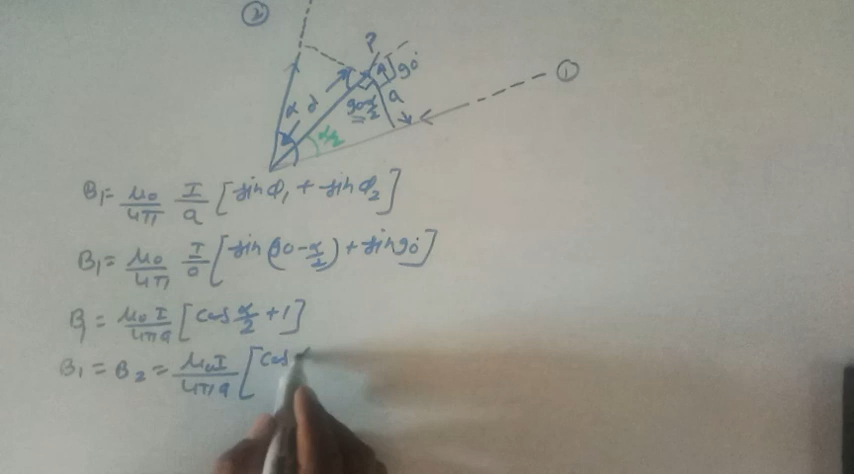 ②
P
90
①
α d
90-α/2
a
α/2
B₁ = μ₀/4π I/a [sin Φ₁ + sin Φ₂]
B₁ = μ₀/4π I/a [sin (90 - α/2) + sin 90°]
B₁ = μ₀ I/4πa [cos α/2 + 1]
B₁ = B₂ = μ₀I/4πa [cos